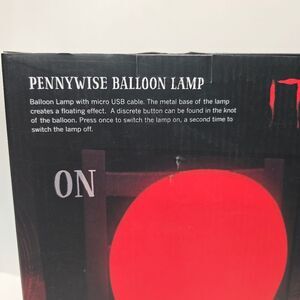 PENNYWISE BALLOON LAMP
Balloon Lamp with micro USB cable. The metal base of the lamp
creates a floating effect. A discrete button can be found in the knot
of the balloon. Press once to switch the lamp on, a second time to
switch the lamp off.
IT
ON